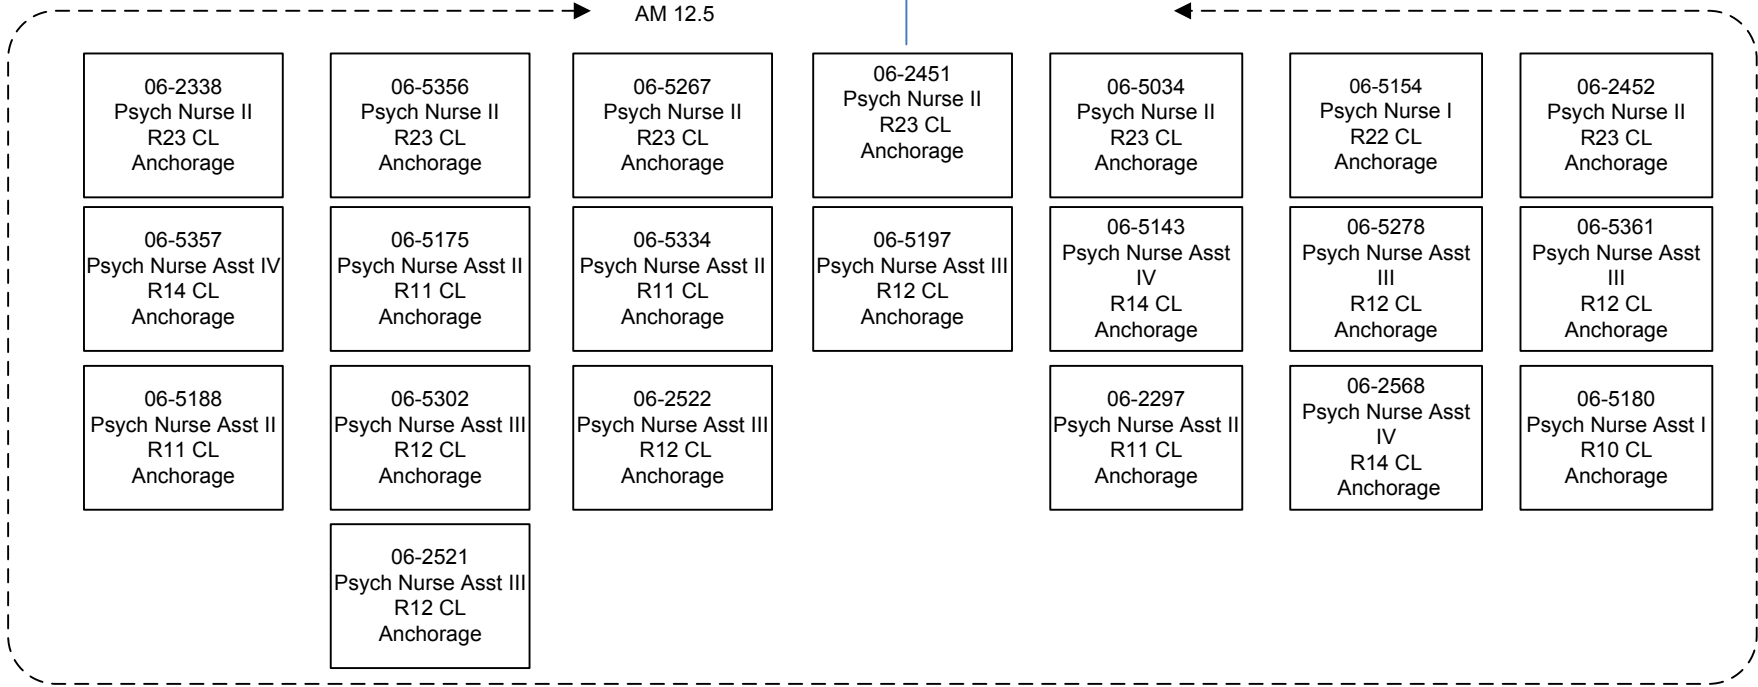 AM 12.5
06-2338
Psych Nurse II
R23 CL
Anchorage
06-5356
Psych Nurse II
R23 CL
Anchorage
06-5267
Psych Nurse II
R23 CL
Anchorage
06-2451
Psych Nurse II
R23 CL
Anchorage
06-5034
Psych Nurse II
R23 CL
Anchorage
06-5154
Psych Nurse I
R22 CL
Anchorage
06-2452
Psych Nurse II
R23 CL
Anchorage
06-5357
Psych Nurse Asst IV
R14 CL
Anchorage
06-5175
Psych Nurse Asst II
R11 CL
Anchorage
06-5334
Psych Nurse Asst II
R11 CL
Anchorage
06-5197
Psych Nurse Asst III
R12 CL
Anchorage
06-5143
Psych Nurse Asst
IV
R14 CL
Anchorage
06-5278
Psych Nurse Asst
III
R12 CL
Anchorage
06-5361
Psych Nurse Asst
III
R12 CL
Anchorage
06-5188
Psych Nurse Asst II
R11 CL
Anchorage
06-5302
Psych Nurse Asst III
R12 CL
Anchorage
06-2522
Psych Nurse Asst III
R12 CL
Anchorage
06-2297
Psych Nurse Asst II
R11 CL
Anchorage
06-2568
Psych Nurse Asst
IV
R14 CL
Anchorage
06-5180
Psych Nurse Asst I
R10 CL
Anchorage
06-2521
Psych Nurse Asst III
R12 CL
Anchorage